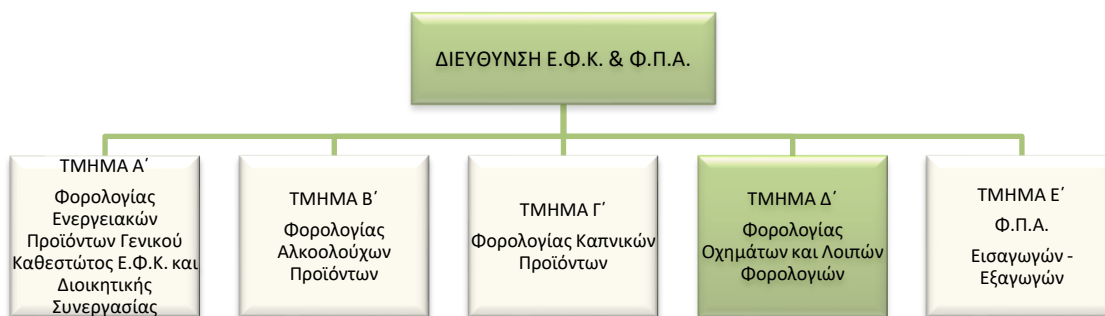 ΔΙΕΥΘΥΝΣΗ Ε.Φ.Κ. & Φ.Π.Α.
ΤΜΗΜΑ Α΄
Φορολογίας
Ενεργειακών
Προϊόντων Γενικού
Καθεστώτος Ε.Φ.Κ. και
Διοικητικής
Συνεργασίας
ΤΜΗΜΑ Β΄
Φορολογίας
Αλκοολούχων
Προϊόντων
ΤΜΗΜΑ Γ΄
Φορολογίας Καπνικών
Προϊόντων
ΤΜΗΜΑ Δ΄
Φορολογίας
Οχημάτων και Λοιπών
Φορολογιών
ΤΜΗΜΑ Ε΄
Φ.Π.Α.
Εισαγωγών -
Εξαγωγών